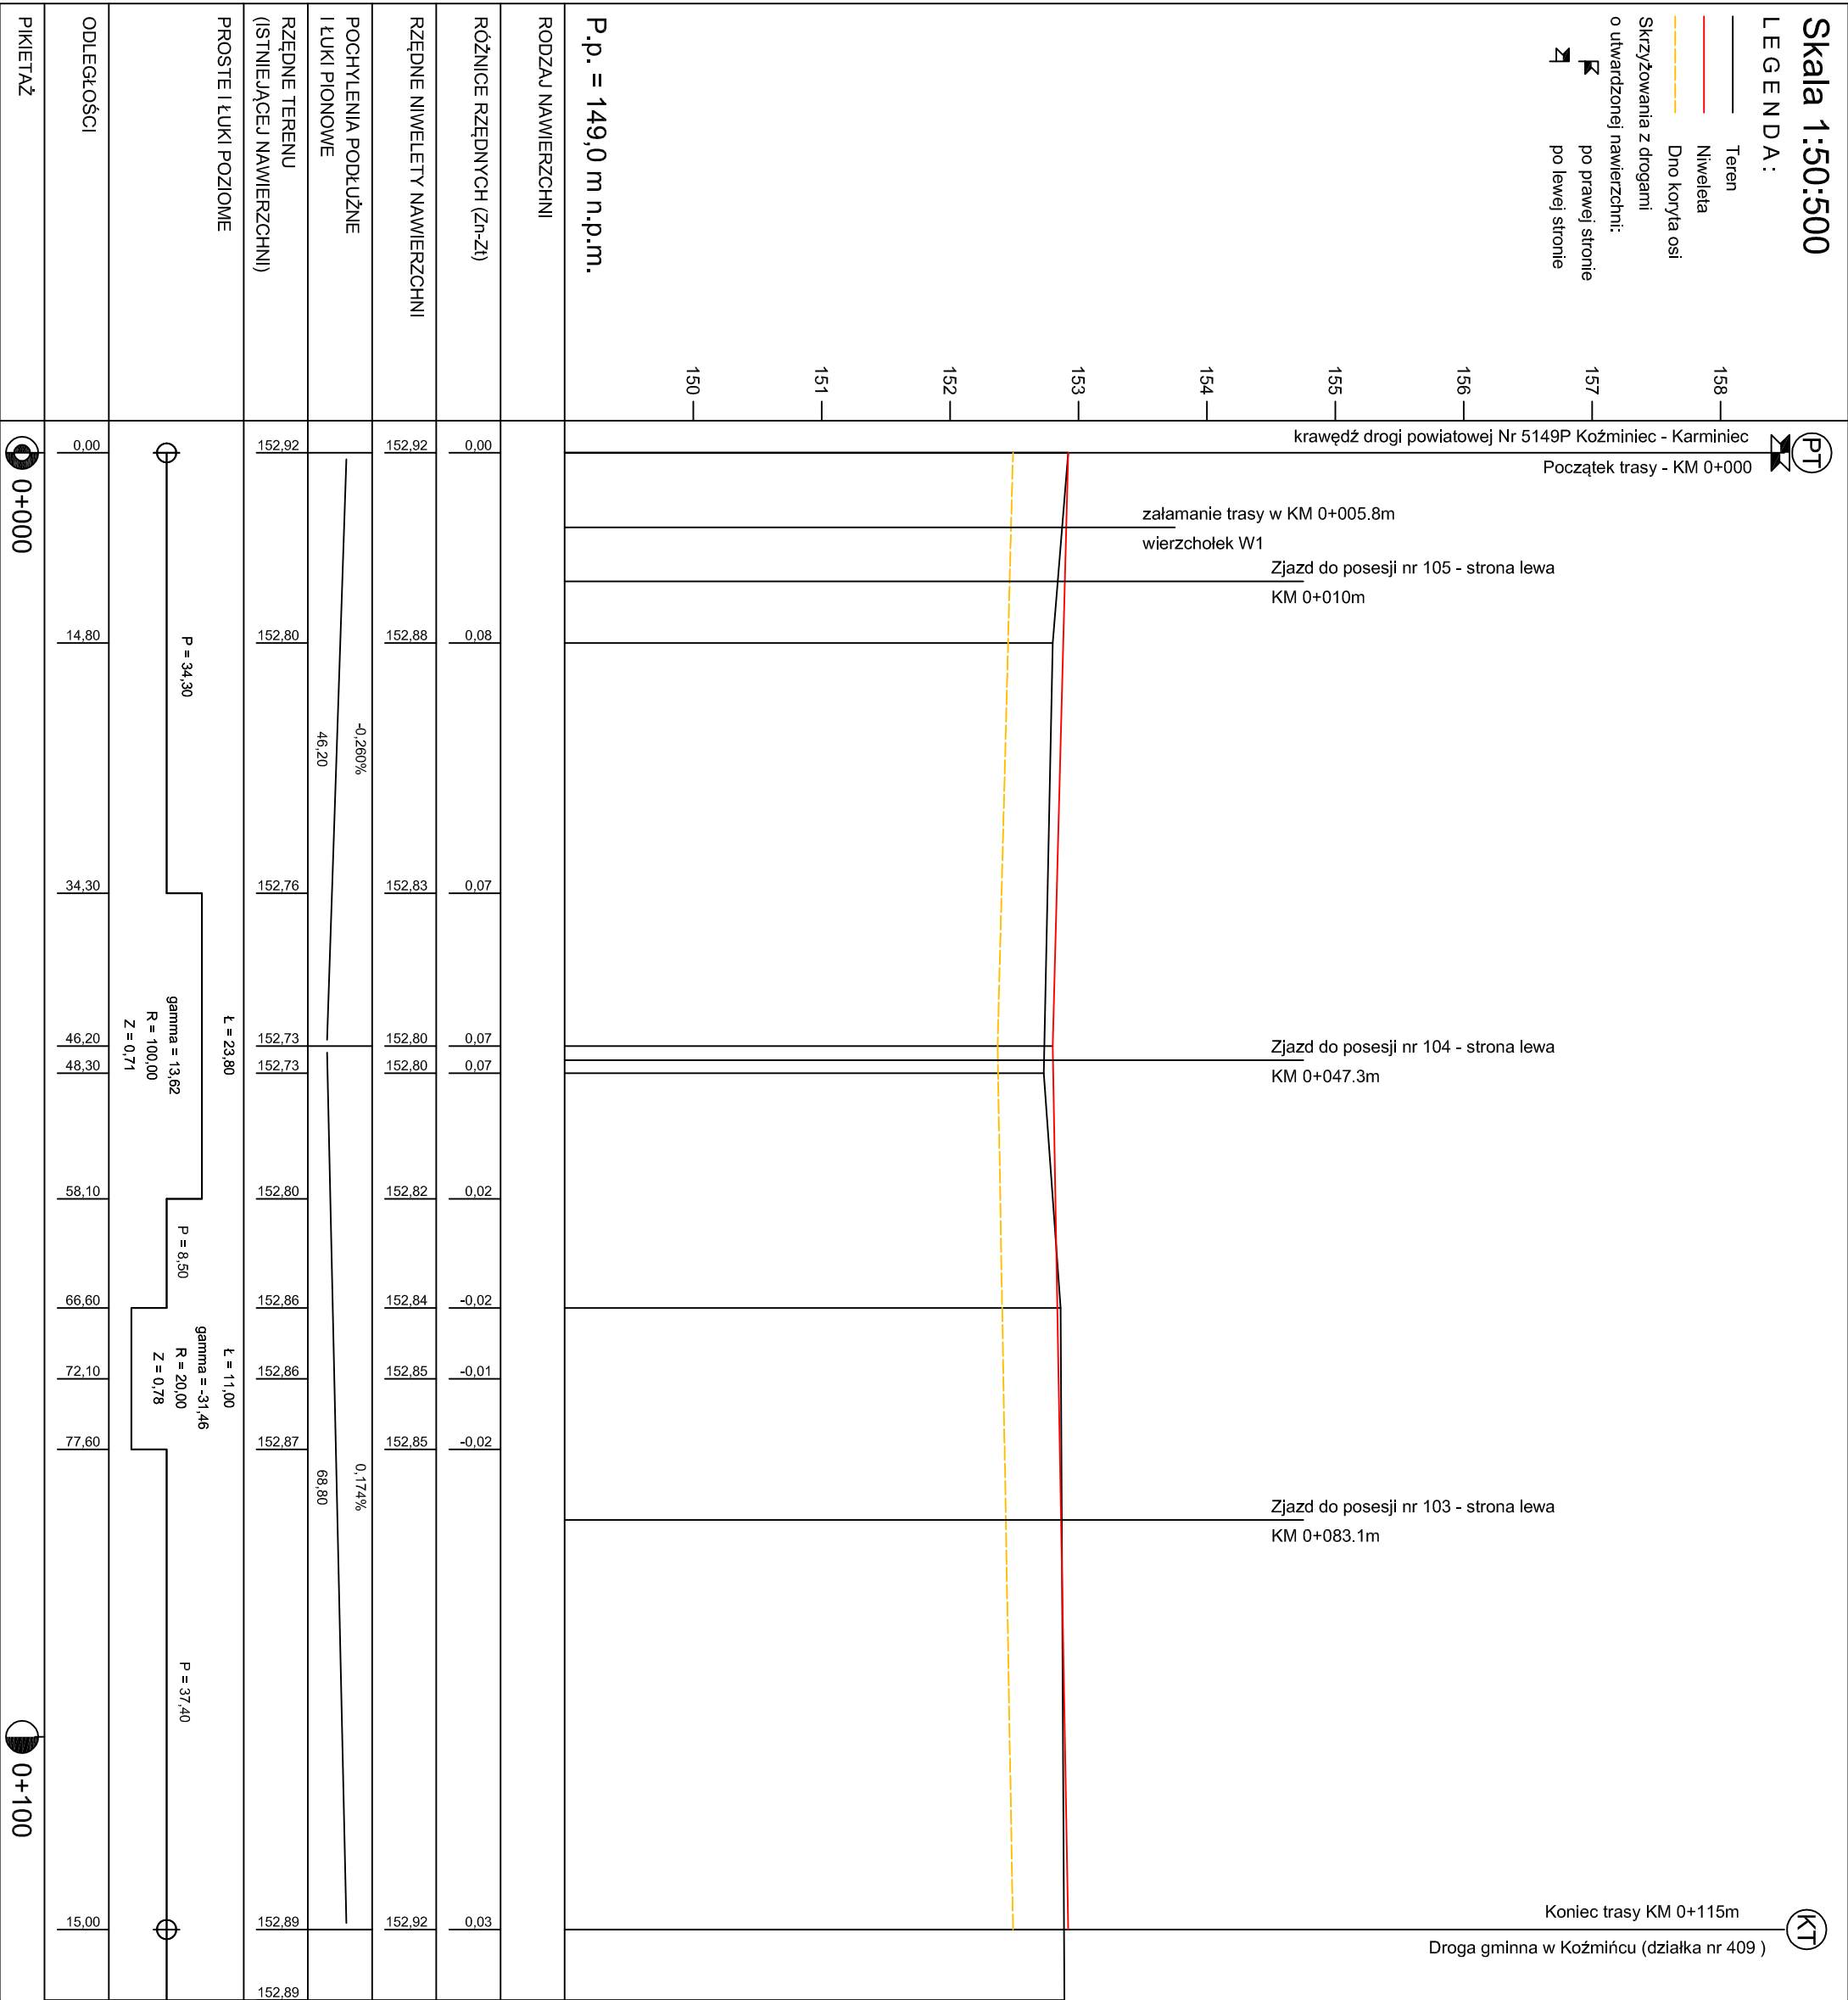 Skala 1:50:500
LEGENDA:
Teren
Niweleta
Dno koryta osi
Skrzyżowania z drogami
o utwardzonej nawierzchni:
po prawej stronie
po lewej stronie
158
157
156
155
154
153
152
151
150
P.p. = 149,0 m n.p.m.
PT
krawędź drogi powiatowej Nr 5149P Koźminiec - Karminiec
Początek trasy - KM 0+000
załamanie trasy w KM 0+005.8m
wierzchołek W1
Zjazd do posesji nr 105 - strona lewa
KM 0+010m
Zjazd do posesji nr 104 - strona lewa
KM 0+047.3m
Zjazd do posesji nr 103 - strona lewa
KM 0+083.1m
KT
Koniec trasy KM 0+115m
Droga gminna w Koźmińcu (działka nr 409 )
RODZAJ NAWIERZCHNI
RÓŻNICE RZĘDNYCH (Zn-Zt)
0,00 0,08 0,07 0,07 0,07 0,02 -0,02 -0,01 -0,02 0,03
RZĘDNE NIWELETY NAWIERZCHNI
152,92 152,88 152,83 152,80 152,80 152,82 152,84 152,85 152,85 152,92
POCHYLENIA PODŁUŻNE
I ŁUKI PIONOWE
-0,260% 0,174%
46,20 68,80
RZĘDNE TERENU
(ISTNIEJĄCEJ NAWIERZCHNI)
152,92 152,80 152,76 152,73 152,73 152,80 152,86 152,86 152,87 152,89 152,89
PROSTE I ŁUKI POZIOME
P = 34,30
Ł = 23,80
gamma = 13,62
R = 100,00
Z = 0,71
P = 8,50
Ł = 11,00
gamma = -31,46
R = 20,00
Z = 0,78
P = 37,40
ODLEGŁOŚCI
0,00 14,80 34,30 46,20 48,30 58,10 66,60 72,10 77,60 15,00
PIKIETAŻ
0+000 0+100